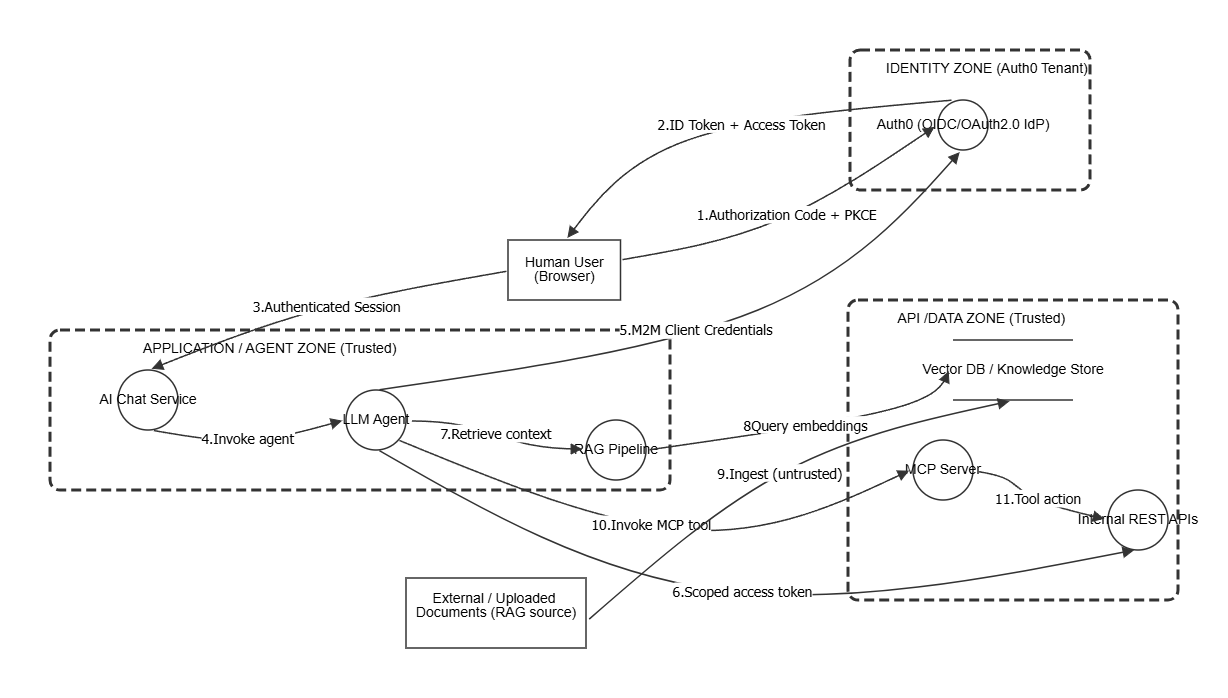 IDENTITY ZONE (Auth0 Tenant)
2.ID Token + Access Token
Auth0 (OIDC/OAuth2.0 IdP)
1.Authorization Code + PKCE
Human User
(Browser)
3.Authenticated Session
5.M2M Client Credentials
API /DATA ZONE (Trusted)
APPLICATION / AGENT ZONE (Trusted)
Vector DB / Knowledge Store
AI Chat Service
LLM Agent
4.Invoke agent
7.Retrieve context
RAG Pipeline
8Query embeddings
9.Ingest (untrusted)
MCP Server
11.Tool action
10.Invoke MCP tool
Internal REST APIs
6.Scoped access token
External / Uploaded
Documents (RAG source)